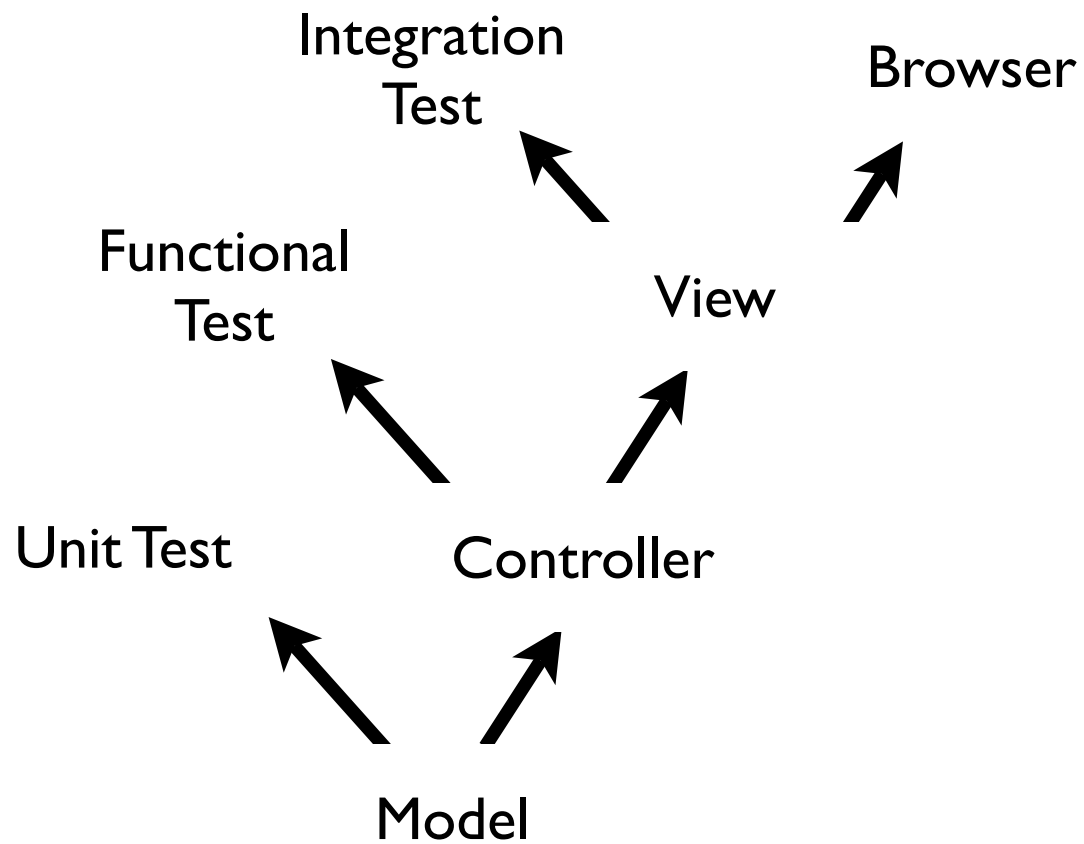 Integration
Test
Browser
Functional
Test
View
Unit Test
Controller
Model